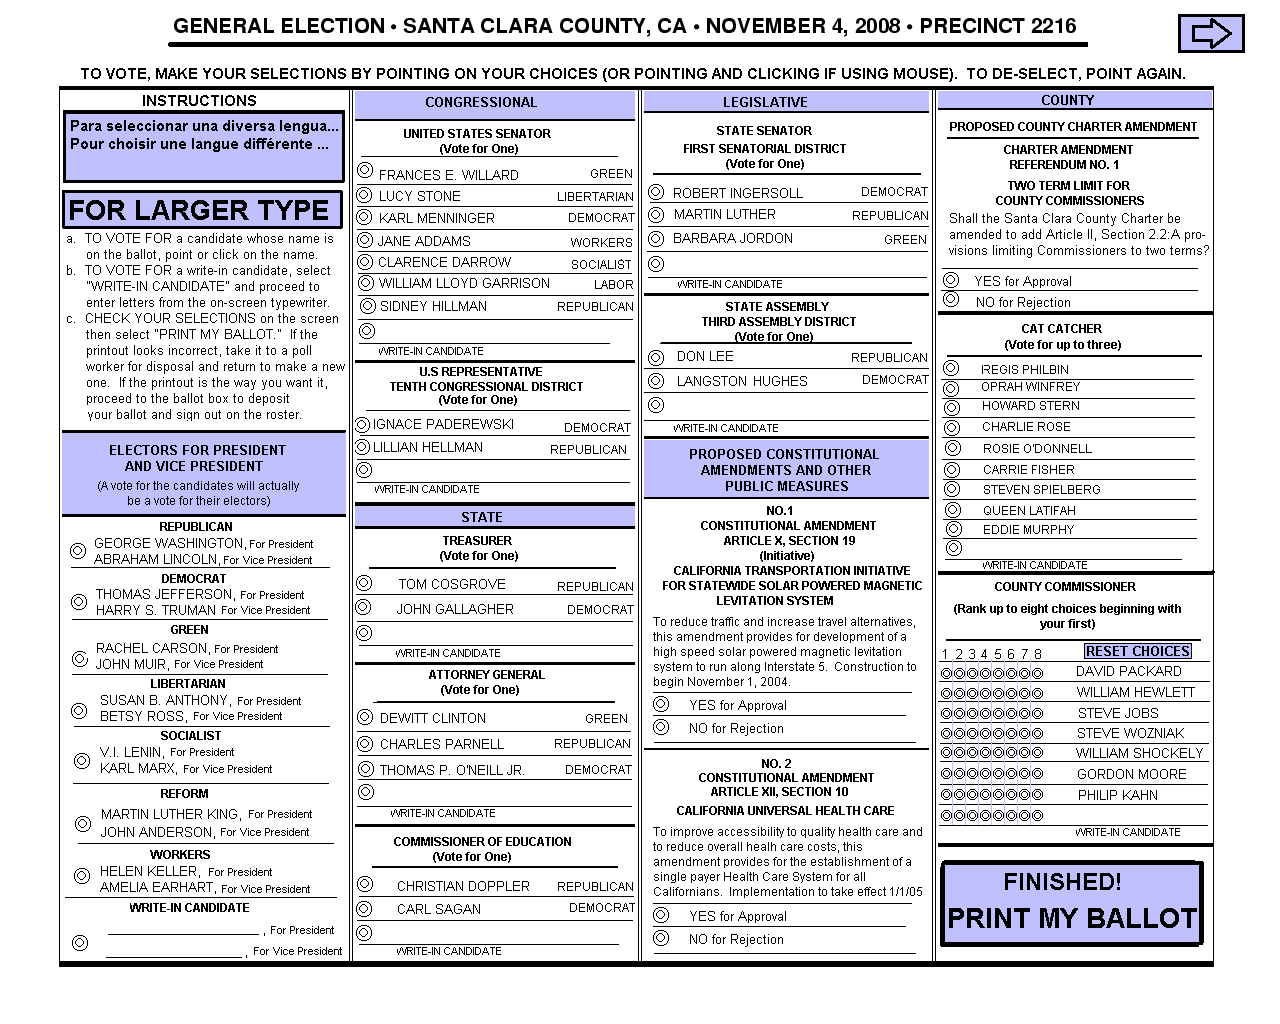 GENERAL ELECTION • SANTA CLARA COUNTY, CA • NOVEMBER 4, 2008 • PRECINCT 2216
TO VOTE, MAKE YOUR SELECTIONS BY POINTING ON YOUR CHOICES (OR POINTING AND CLICKING IF USING MOUSE). TO DE-SELECT, POINT AGAIN.
INSTRUCTIONS
Para seleccionar una diversa lengua...
Pour choisir une langue différente ...
FOR LARGER TYPE
a. TO VOTE FOR a candidate whose name is
on the ballot, point or click on the name.
b. TO VOTE FOR a write-in candidate, select
"WRITE-IN CANDIDATE" and proceed to
enter letters from the on-screen typewriter.
c. CHECK YOUR SELECTIONS on the screen
then select "PRINT MY BALLOT." If the
printout looks incorrect, take it to a poll
worker for disposal and return to make a new
one. If the printout is the way you want it,
proceed to the ballot box to deposit
your ballot and sign out on the roster.
ELECTORS FOR PRESIDENT
AND VICE PRESIDENT
(A vote for the candidates will actually
be a vote for their electors)
REPUBLICAN
GEORGE WASHINGTON, For President
ABRAHAM LINCOLN, For Vice President
DEMOCRAT
THOMAS JEFFERSON, For President
HARRY S. TRUMAN For Vice President
GREEN
RACHEL CARSON, For President
JOHN MUIR, For Vice President
LIBERTARIAN
SUSAN B. ANTHONY, For President
BETSY ROSS, For Vice President
SOCIALIST
V.I. LENIN, For President
KARL MARX, For Vice President
REFORM
MARTIN LUTHER KING, For President
JOHN ANDERSON, For Vice President
WORKERS
HELEN KELLER, For President
AMELIA EARHART, For Vice President
WRITE-IN CANDIDATE
, For President
, For Vice President
CONGRESSIONAL
UNITED STATES SENATOR
(Vote for One)
FRANCES E. WILLARD GREEN
LUCY STONE LIBERTARIAN
KARL MENNINGER DEMOCRAT
JANE ADDAMS WORKERS
CLARENCE DARROW SOCIALIST
WILLIAM LLOYD GARRISON LABOR
SIDNEY HILLMAN REPUBLICAN
WRITE-IN CANDIDATE
U.S REPRESENTATIVE
TENTH CONGRESSIONAL DISTRICT
(Vote for One)
IGNACE PADEREWSKI DEMOCRAT
LILLIAN HELLMAN REPUBLICAN
WRITE-IN CANDIDATE
STATE
TREASURER
(Vote for One)
TOM COSGROVE REPUBLICAN
JOHN GALLAGHER DEMOCRAT
WRITE-IN CANDIDATE
ATTORNEY GENERAL
(Vote for One)
DEWITT CLINTON GREEN
CHARLES PARNELL REPUBLICAN
THOMAS P. O'NEILL JR. DEMOCRAT
WRITE-IN CANDIDATE
COMMISSIONER OF EDUCATION
(Vote for One)
CHRISTIAN DOPPLER REPUBLICAN
CARL SAGAN DEMOCRAT
WRITE-IN CANDIDATE
LEGISLATIVE
STATE SENATOR
FIRST SENATORIAL DISTRICT
(Vote for One)
ROBERT INGERSOLL DEMOCRAT
MARTIN LUTHER REPUBLICAN
BARBARA JORDON GREEN
WRITE-IN CANDIDATE
STATE ASSEMBLY
THIRD ASSEMBLY DISTRICT
(Vote for One)
DON LEE REPUBLICAN
LANGSTON HUGHES DEMOCRAT
WRITE-IN CANDIDATE
PROPOSED CONSTITUTIONAL
AMENDMENTS AND OTHER
PUBLIC MEASURES
NO.1
CONSTITUTIONAL AMENDMENT
ARTICLE X, SECTION 19
(Initiative)
CALIFORNIA TRANSPORTATION INITIATIVE
FOR STATEWIDE SOLAR POWERED MAGNETIC
LEVITATION SYSTEM
To reduce traffic and increase travel alternatives,
this amendment provides for development of a
high speed solar powered magnetic levitation
system to run along Interstate 5. Construction to
begin November 1, 2004.
YES for Approval
NO for Rejection
NO. 2
CONSTITUTIONAL AMENDMENT
ARTICLE XII, SECTION 10
CALIFORNIA UNIVERSAL HEALTH CARE
To improve accessibility to quality health care and
to reduce overall healh care costs, this
amendment provides for the establishment of a
single payer Health Care System for all
Californians. Implementation to take effect 1/1/05
YES for Approval
NO for Rejection
COUNTY
PROPOSED COUNTY CHARTER AMENDMENT
CHARTER AMENDMENT
REFERENDUM NO. 1
TWO TERM LIMIT FOR
COUNTY COMMISSIONERS
Shall the Santa Clara County Charter be
amended to add Article II, Section 2.2:A pro-
visions limiting Commissioners to two terms?
YES for Approval
NO for Rejection
CAT CATCHER
(Vote for up to three)
REGIS PHILBIN
OPRAH WINFREY
HOWARD STERN
CHARLIE ROSE
ROSIE O'DONNELL
CARRIE FISHER
STEVEN SPIELBERG
QUEEN LATIFAH
EDDIE MURPHY
WRITE-IN CANDIDATE
COUNTY COMMISSIONER
(Rank up to eight choices beginning with
your first)
1 2 3 4 5 6 7 8 RESET CHOICES
DAVID PACKARD
WILLIAM HEWLETT
STEVE JOBS
STEVE WOZNIAK
WILLIAM SHOCKELY
GORDON MOORE
PHILIP KAHN
WRITE-IN CANDIDATE
FINISHED!
PRINT MY BALLOT